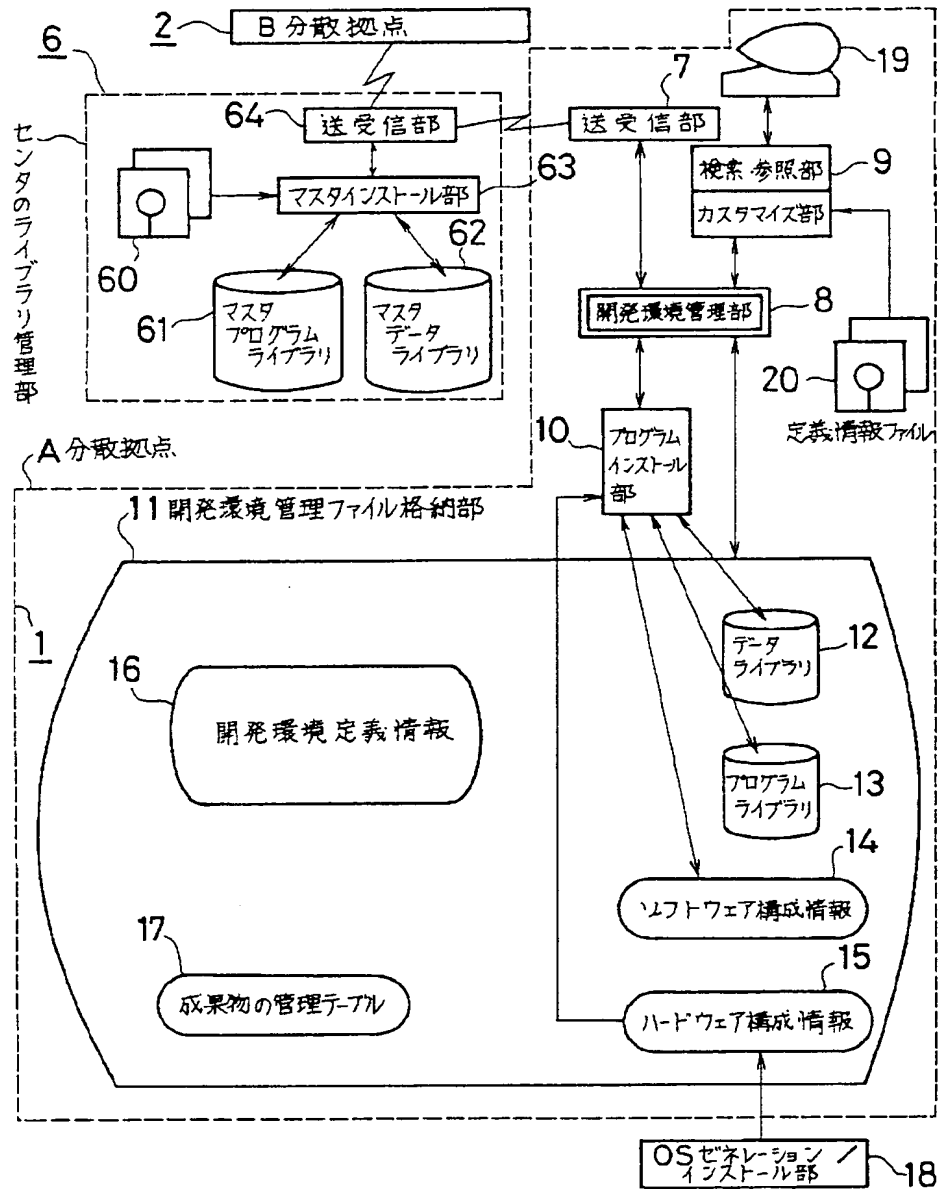 2
B 分散拠点
6
センタのライブラリ管理部
64
送受信部
7
送受信部
19
検索・参照部
9
カスタマイズ部
63
マスタインストール部
60
61
マスタ
プログラム
ライブラリ
62
マスタ
データ
ライブラリ
開発環境管理部
8
20
定義情報ファイル
10
プログラム
インストール
部
A 分散拠点
11 開発環境管理ファイル格納部
1
16
開発環境定義情報
データ
ライブラリ
12
プログラム
ライブラリ
13
14
ソフトウェア構成情報
17
成果物の管理テーブル
15
ハードウェア構成情報
OSゼネレーション/
インストール部
18